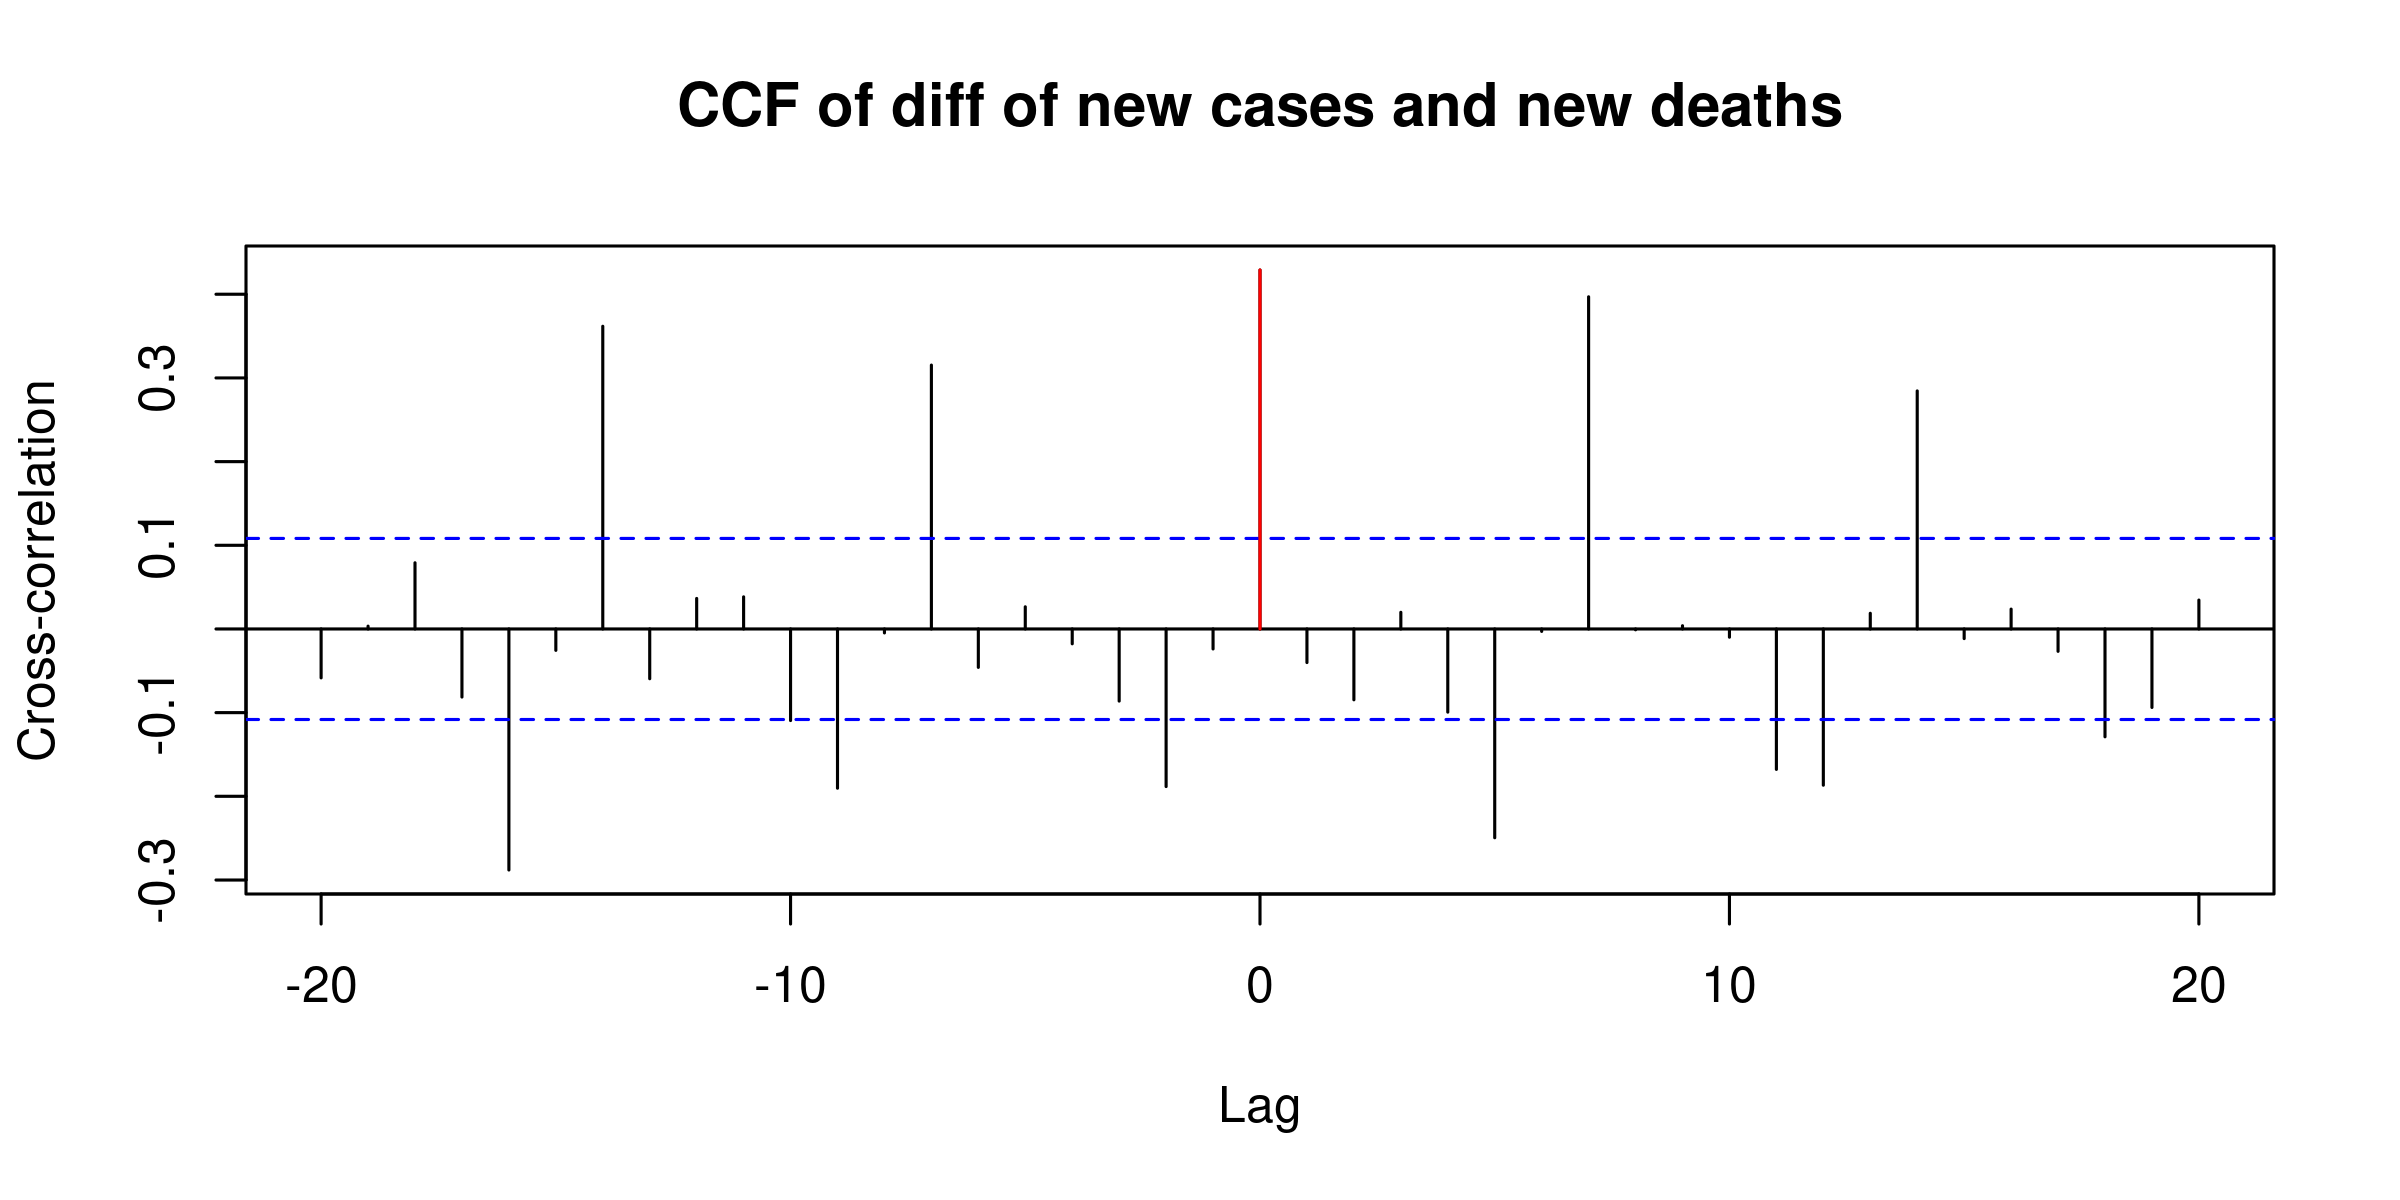 CCF of diff of new cases and new deaths
Cross-correlation
0.3
0.1
-0.1
-0.3
-20 -10 0 10 20
Lag